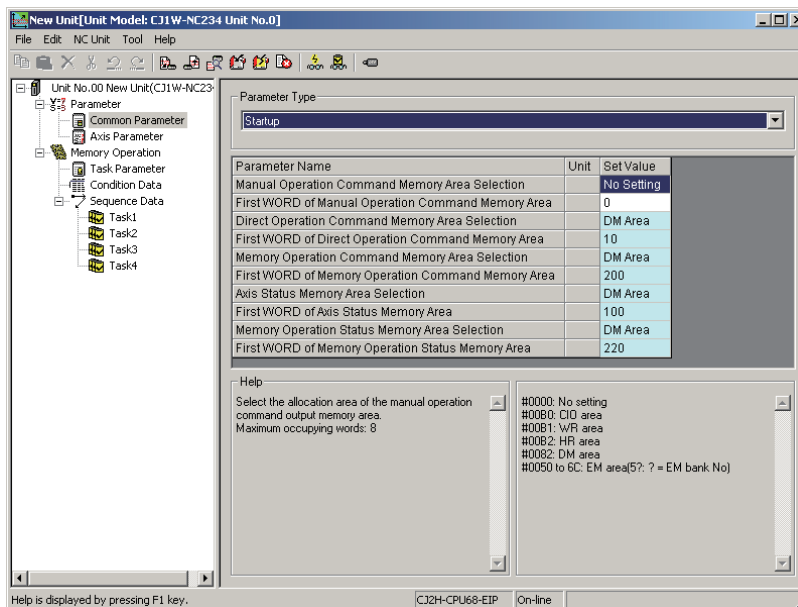 New Unit[Unit Model: CJ1W-NC234 Unit No.0]
File Edit NC Unit Tool Help
Unit No.00 New Unit(CJ1W-NC23
Parameter
Common Parameter
Axis Parameter
Memory Operation
Task Parameter
Condition Data
Sequence Data
Task1
Task2
Task3
Task4
Parameter Type
Startup
Parameter Name Unit Set Value
Manual Operation Command Memory Area Selection No Setting
First WORD of Manual Operation Command Memory Area 0
Direct Operation Command Memory Area Selection DM Area
First WORD of Direct Operation Command Memory Area 10
Memory Operation Command Memory Area Selection DM Area
First WORD of Memory Operation Command Memory Area 200
Axis Status Memory Area Selection DM Area
First WORD of Axis Status Memory Area 100
Memory Operation Status Memory Area Selection DM Area
First WORD of Memory Operation Status Memory Area 220
Help
Select the allocation area of the manual operation
command output memory area.
Maximum occupying words: 8
#0000: No setting
#00B0: CIO area
#00B1: WR area
#00B2: HR area
#0082: DM area
#0050 to 6C: EM area(5?: ? = EM bank No)
Help is displayed by pressing F1 key. CJ2H-CPU68-EIP On-line